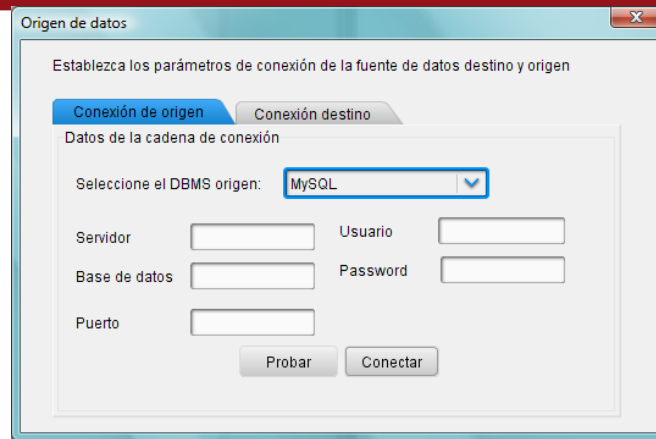 Origen de datos
Establezca los parámetros de conexión de la fuente de datos destino y origen
Conexión de origen
Conexión destino
Datos de la cadena de conexión
Seleccione el DBMS origen: MySQL
Servidor
Usuario
Base de datos
Password
Puerto
Probar
Conectar